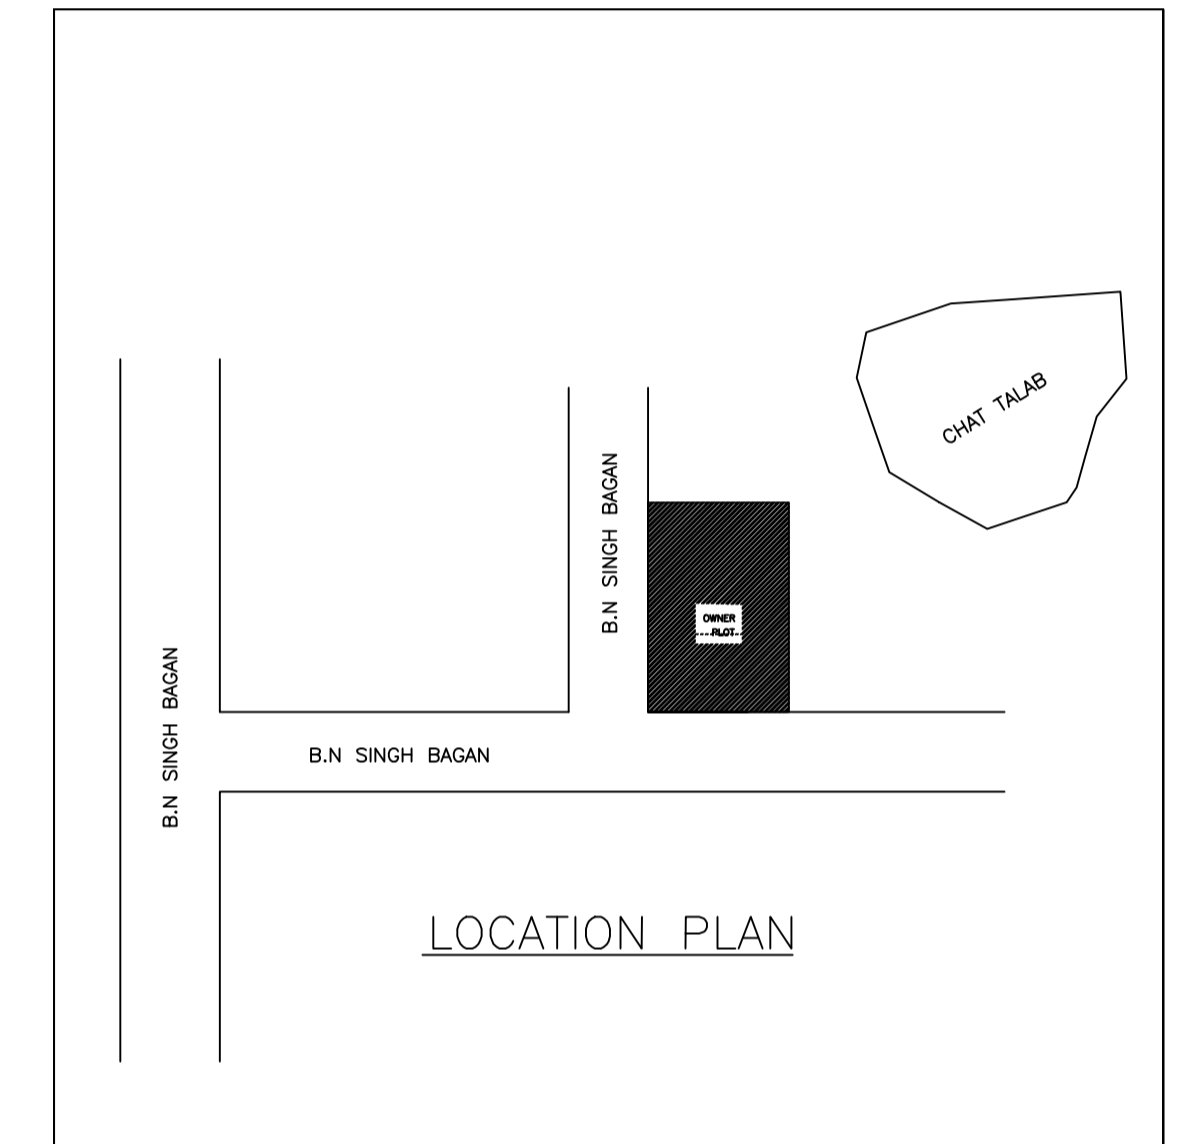 CHAT TALAB
B.N SINGH BAGAN
OWNER
PLOT
B.N SINGH BAGAN
B.N SINGH BAGAN
LOCATION PLAN